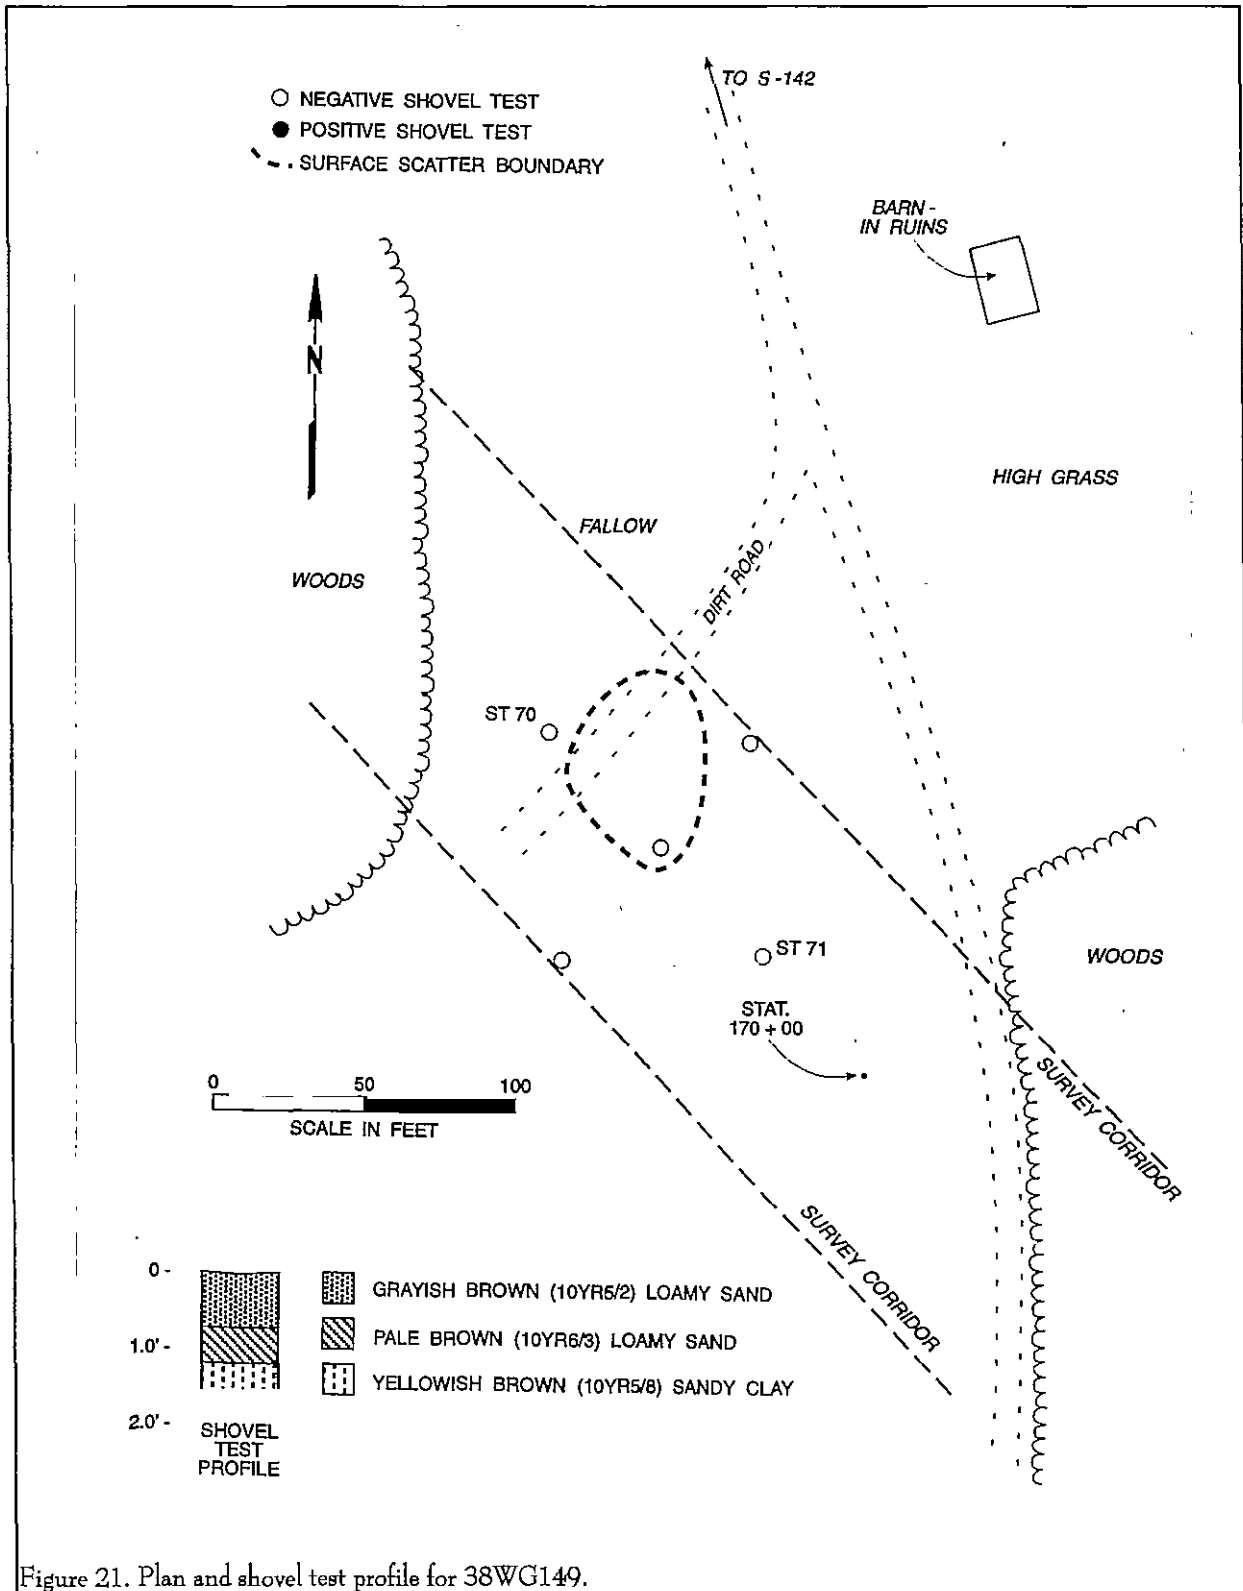 TO S-142
NEGATIVE SHOVEL TEST
POSITIVE SHOVEL TEST
SURFACE SCATTER BOUNDARY
BARN -
IN RUINS
N
HIGH GRASS
FALLOW
WOODS
DIRT ROAD
ST 70
ST 71
WOODS
STAT.
170 + 00
0 50 100
SCALE IN FEET
SURVEY CORRIDOR
SURVEY CORRIDOR
0 -
1.0' -
2.0' -
SHOVEL
TEST
PROFILE
GRAYISH BROWN (10YR5/2) LOAMY SAND
PALE BROWN (10YR6/3) LOAMY SAND
YELLOWISH BROWN (10YR5/8) SANDY CLAY
Figure 21. Plan and shovel test profile for 38WG149.